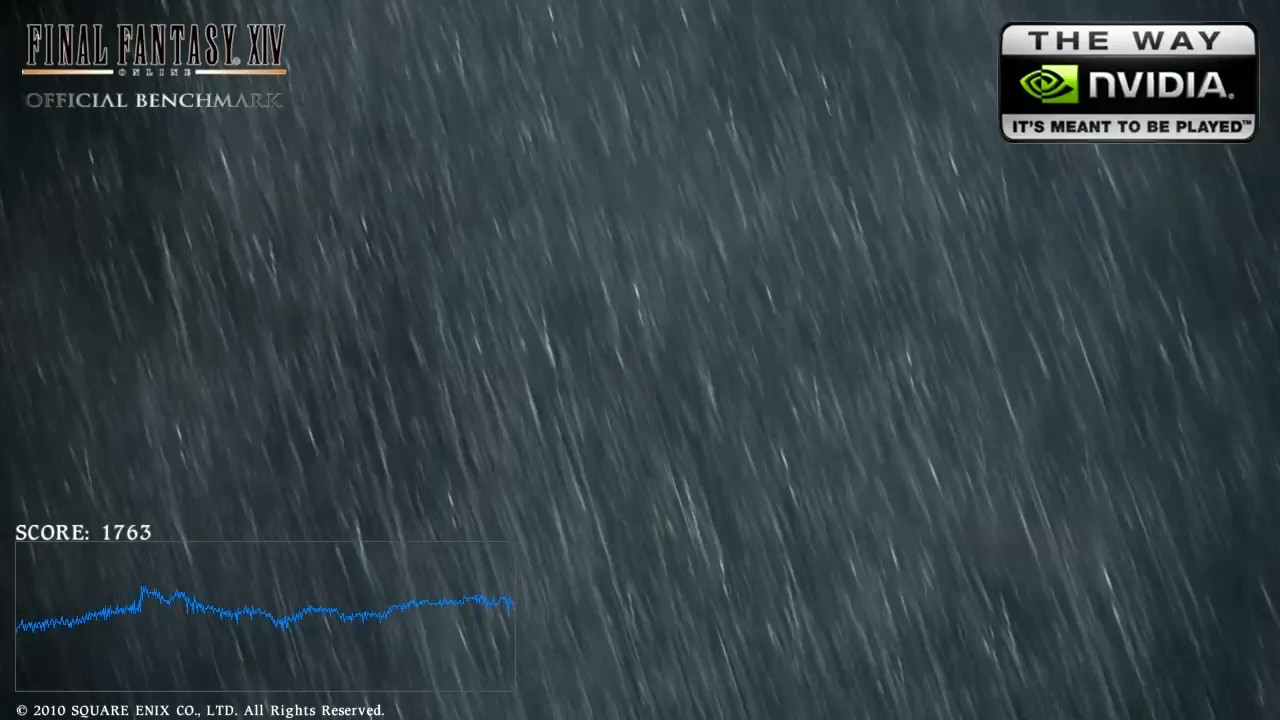 FINAL FANTASY. XIV
ONLINE
OFFICIAL BENCHMARK
THE WAY
NVIDIA.
IT'S MEANT TO BE PLAYED™
SCORE: 1763
© 2010 SQUARE ENIX CO., LTD. All Rights Reserved.